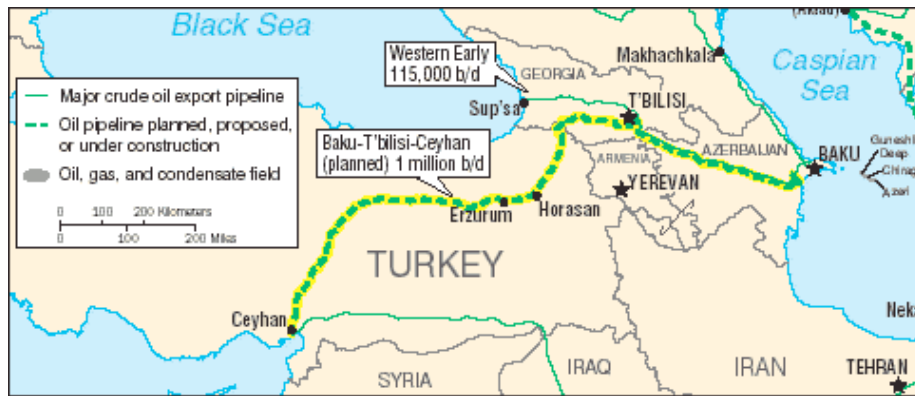 Black Sea
(Aktau)
Caspian
Sea
Western Early
115,000 b/d
Makhachkala
GEORGIA
Sup'sa
T'BILISI
Major crude oil export pipeline
Oil pipeline planned, proposed,
or under construction
Oil, gas, and condensate field
0 100 200 Kilometers
0 100 200 Miles
Baku-T'bilisi-Ceyhan
(planned) 1 million b/d
ARMENIA
AZERBAIJAN
YEREVAN
BAKU
Guneshi
Deep
Chirag
Azeri
Erzurum
Horasan
TURKEY
Ceyhan
SYRIA
IRAQ
IRAN
TEHRAN